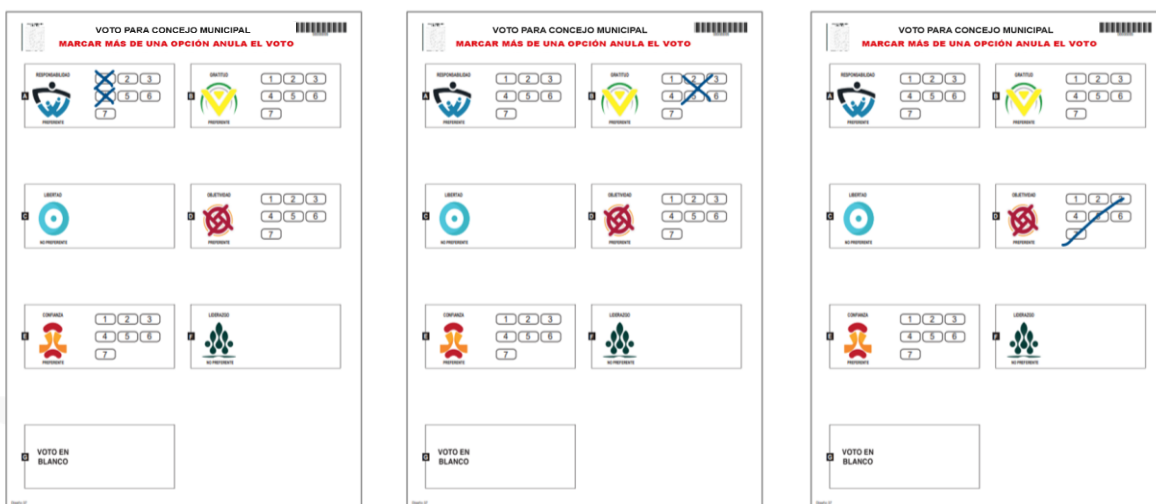 VOTO PARA CONCEJO MUNICIPAL
MARCAR MÁS DE UNA OPCIÓN ANULA EL VOTO
RESPONSABILIDAD
A
PREFERENTE
2 3
5 6
7
GRATITUD
B
PREFERENTE
1 2 3
4 5 6
7
LIBERTAD
C
NO PREFERENTE
OBJETIVIDAD
D
PREFERENTE
1 2 3
4 5 6
7
CONFIANZA
E
PREFERENTE
1 2 3
4 5 6
7
LIDERAZGO
F
NO PREFERENTE
G
VOTO EN
BLANCO
VOTO PARA CONCEJO MUNICIPAL
MARCAR MÁS DE UNA OPCIÓN ANULA EL VOTO
RESPONSABILIDAD
A
PREFERENTE
1 2 3
4 5 6
7
GRATITUD
B
PREFERENTE
1 2 3
4 5 6
7
LIBERTAD
C
NO PREFERENTE
OBJETIVIDAD
D
PREFERENTE
1 2 3
4 5 6
7
CONFIANZA
E
PREFERENTE
1 2 3
4 5 6
7
LIDERAZGO
F
NO PREFERENTE
G
VOTO EN
BLANCO
VOTO PARA CONCEJO MUNICIPAL
MARCAR MÁS DE UNA OPCIÓN ANULA EL VOTO
RESPONSABILIDAD
A
PREFERENTE
1 2 3
4 5 6
7
GRATITUD
B
PREFERENTE
1 2 3
4 5 6
7
LIBERTAD
C
NO PREFERENTE
OBJETIVIDAD
D
PREFERENTE
1 2 3
4 5 6
7
CONFIANZA
E
PREFERENTE
1 2 3
4 5 6
7
LIDERAZGO
F
NO PREFERENTE
G
VOTO EN
BLANCO